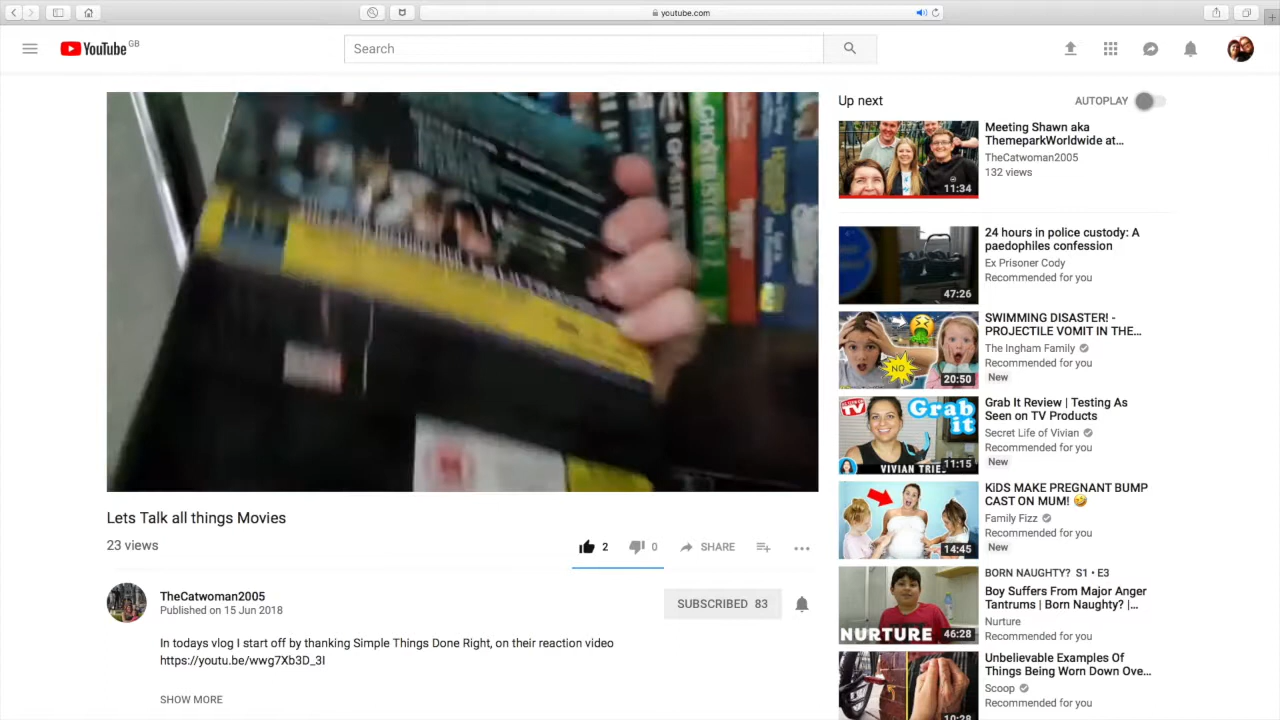 youtube.com
YouTube GB
Search
Up next
AUTOPLAY
Meeting Shawn aka
ThemeparkWorldwide at…
TheCatwoman2005
132 views
11:34
24 hours in police custody: A
paedophiles confession
Ex Prisoner Cody
Recommended for you
47:26
SWIMMING DISASTER! -
PROJECTILE VOMIT IN THE…
The Ingham Family
Recommended for you
New
NO
20:50
Grab It Review | Testing As
Seen on TV Products
Secret Life of Vivian
Recommended for you
New
TV
Grab
it
VIVIAN TRIES
11:15
KiDS MAKE PREGNANT BUMP
CAST ON MUM! 🤣
Family Fizz
Recommended for you
New
14:45
BORN NAUGHTY? S1 • E3
Boy Suffers From Major Anger
Tantrums | Born Naughty? |…
Nurture
Recommended for you
NURTURE
46:28
Unbelievable Examples Of
Things Being Worn Down Ove…
Scoop
Recommended for you
10:28
Lets Talk all things Movies
23 views
2
0
SHARE
TheCatwoman2005
Published on 15 Jun 2018
SUBSCRIBED 83
In todays vlog I start off by thanking Simple Things Done Right, on their reaction video
https://youtu.be/wwg7Xb3D_3I
SHOW MORE